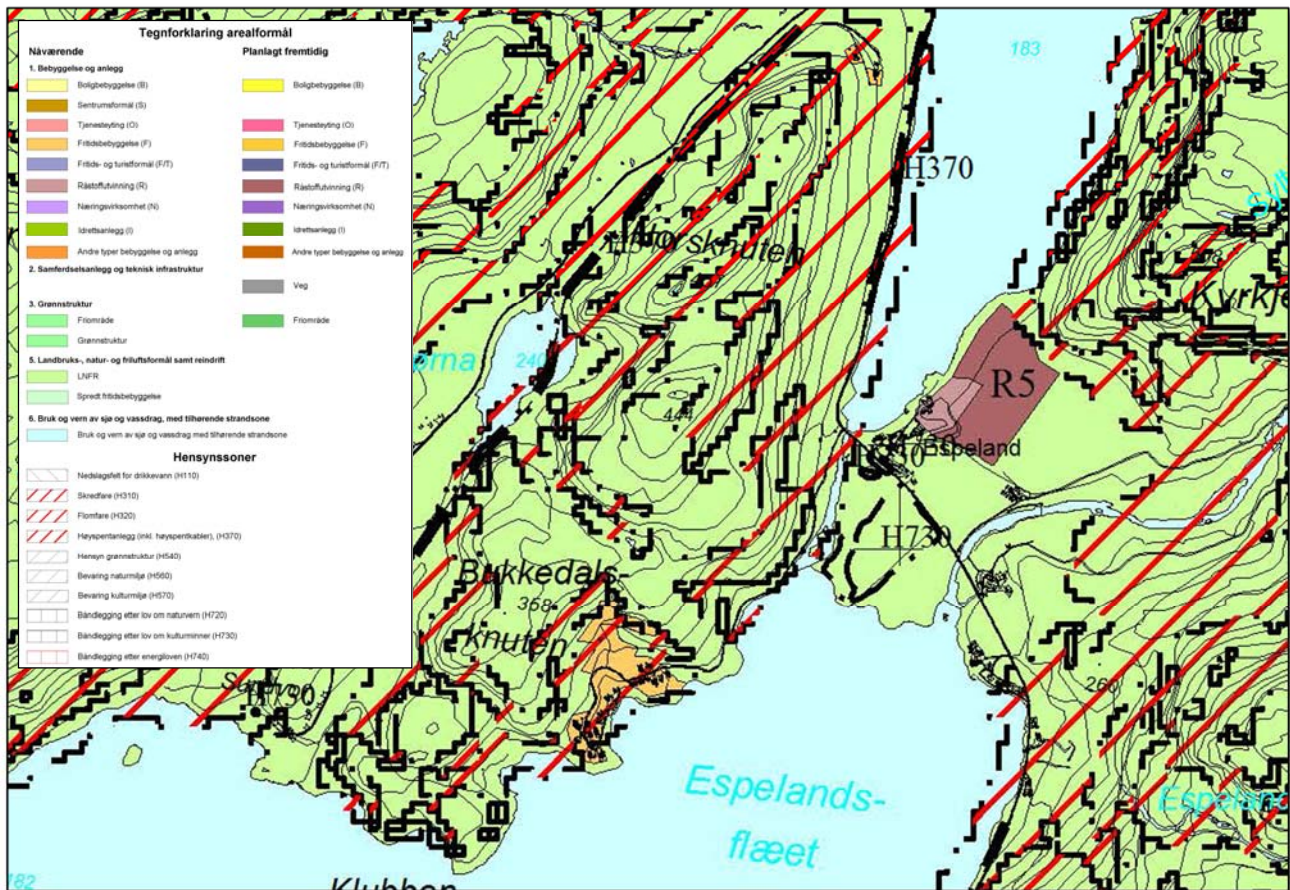 Tegnforklaring arealformål
Nåværende
Planlagt fremtidig
1. Bebyggelse og anlegg
Boligbebyggelse (B)
Boligbebyggelse (B)
Sentrumsformål (S)
Tjenesteyting (O)
Tjenesteyting (O)
Fritidsbebyggelse (F)
Fritidsbebyggelse (F)
Fritids- og turistformål (F/T)
Fritids- og turistformål (F/T)
Råstoffutvinning (R)
Råstoffutvinning (R)
Næringsvirksomhet (N)
Næringsvirksomhet (N)
Idrettsanlegg (I)
Idrettsanlegg (I)
Andre typer bebyggelse og anlegg
Andre typer bebyggelse og anlegg
2. Samferdselsanlegg og teknisk infrastruktur
Veg
3. Grønnstruktur
Friområde
Friområde
Grønnstruktur
5. Landbruks-, natur- og friluftsformål samt reindrift
LNFR
Spredt fritidsbebyggelse
6. Bruk og vern av sjø og vassdrag, med tilhørende strandsone
Bruk og vern av sjø og vassdrag med tilhørende strandsone
Hensynssoner
Nedslagsfelt for drikkevann (H110)
Skredfare (H310)
Flomfare (H320)
Høyspentanlegg (inkl. høyspentkabler), (H370)
Hensyn grønnstruktur (H540)
Bevaring naturmiljø (H560)
Bevaring kulturmiljø (H570)
Båndlegging etter lov om naturvern (H720)
Båndlegging etter lov om kulturminner (H730)
Båndlegging etter energiloven (H740)
183
H370
240
444
R5
Espeland
H730
Bukkedals-
368
knuten
260
H730
Espelands-
flæet
Espeland
182
Klubben